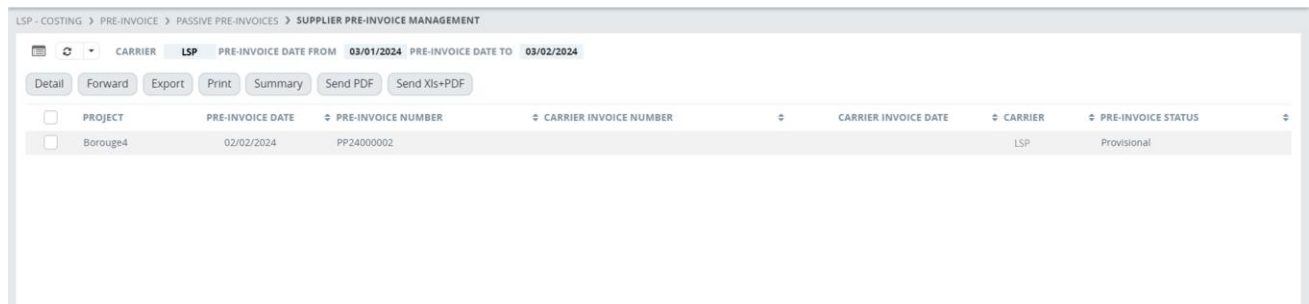 LSP - COSTING > PRE-INVOICE > PASSIVE PRE-INVOICES > SUPPLIER PRE-INVOICE MANAGEMENT
CARRIER LSP PRE-INVOICE DATE FROM 03/01/2024 PRE-INVOICE DATE TO 03/02/2024
Detail Forward Export Print Summary Send PDF Send Xls+PDF
PROJECT PRE-INVOICE DATE PRE-INVOICE NUMBER CARRIER INVOICE NUMBER CARRIER INVOICE DATE CARRIER PRE-INVOICE STATUS
Borouge4 02/02/2024 PP24000002 LSP Provisional